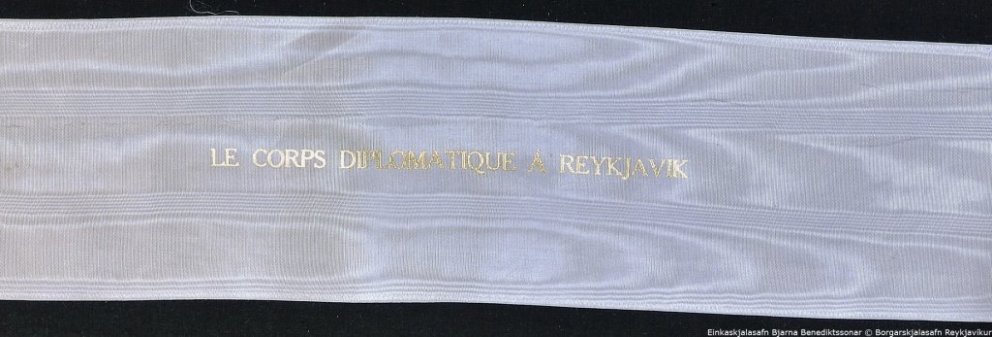 LE CORPS DIPLOMATIQUE A REYKJAVIK
Einkaskjalasafn Bjarna Benediktssonar © Borgarskjalasafn Reykjavíkur